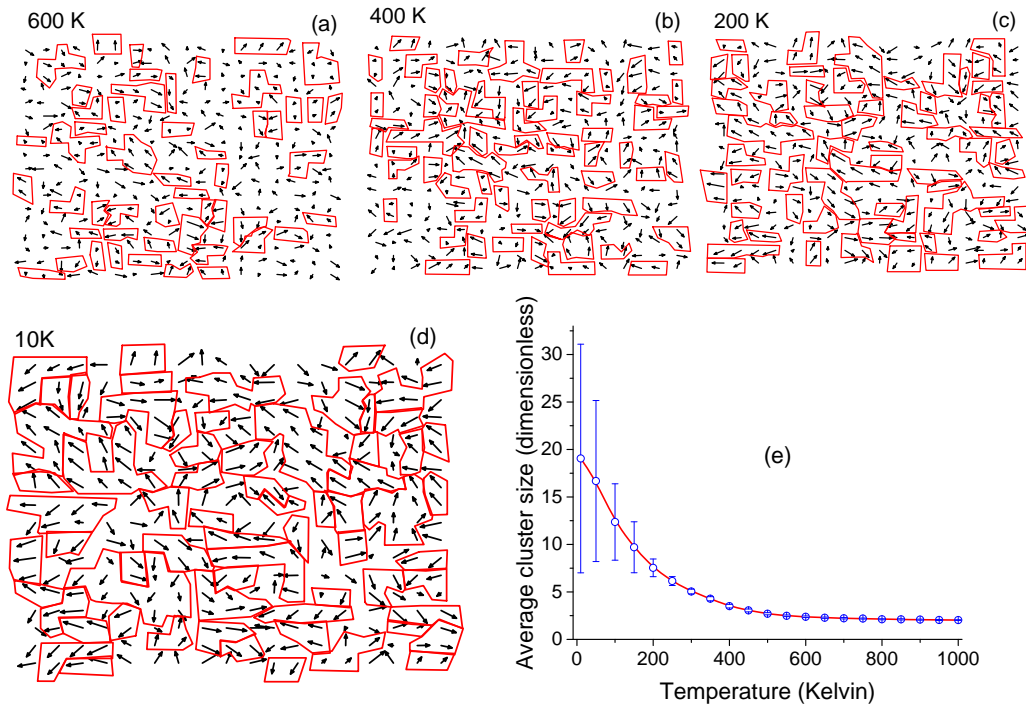 600 K
(a)
400 K
(b)
200 K
(c)
10K
(d)
(e)
Average cluster size (dimensionless)
30
25
20
15
10
5
0
0
200
400
600
800
1000
Temperature (Kelvin)